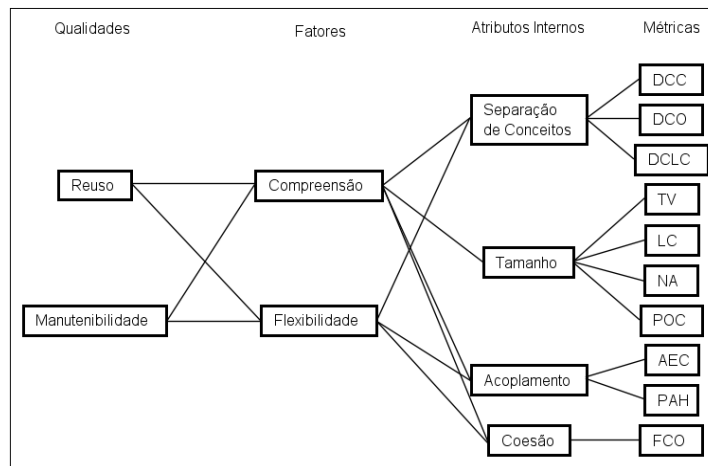 Qualidades
Fatores
Atributos Internos
Métricas
Reuso
Manutenibilidade
Compreensão
Flexibilidade
Separação
de Conceitos
Tamanho
Acoplamento
Coesão
DCC
DCO
DCLC
TV
LC
NA
POC
AEC
PAH
FCO